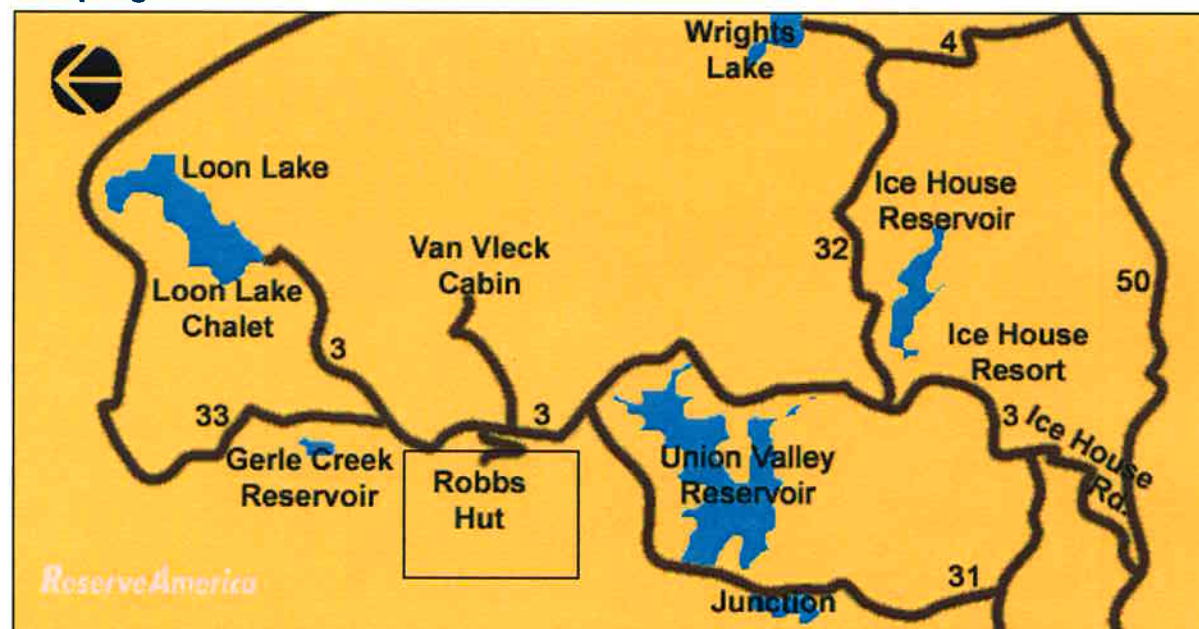 Wrights
Lake
4
Loon Lake
Ice House
Reservoir
Van Vleck
Cabin
32
50
Loon Lake
Chalet
3
Ice House
Resort
33
3
3
Ice House
Rd.
Gerle Creek
Reservoir
Robbs
Hut
Union Valley
Reservoir
31
Junction
ReserveAmerica